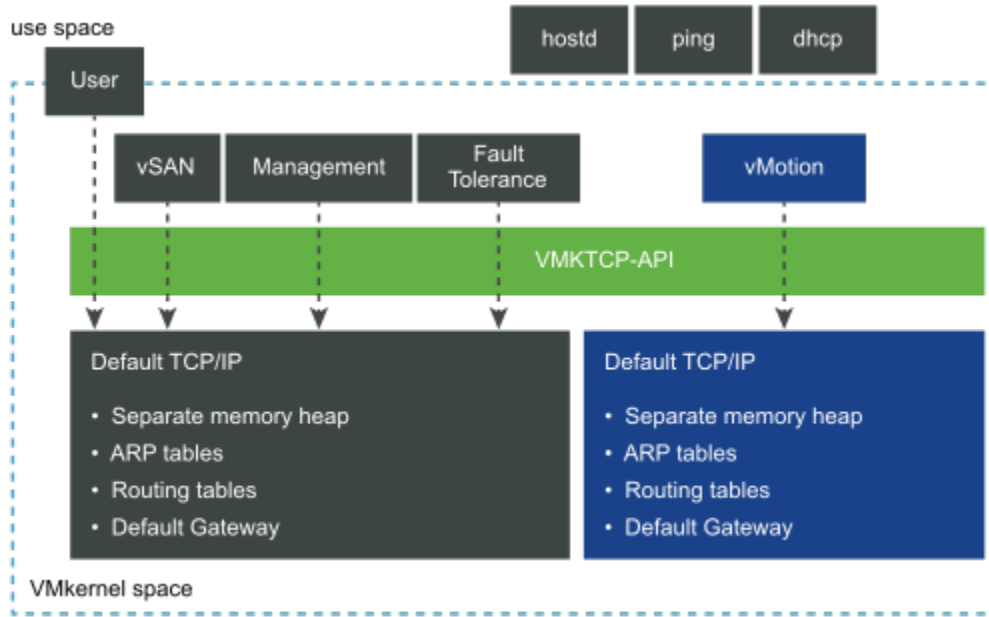 use space
hostd
ping
dhcp
User
vSAN
Management
Fault
Tolerance
vMotion
VMKTCP-API
Default TCP/IP
• Separate memory heap
• ARP tables
• Routing tables
• Default Gateway
Default TCP/IP
• Separate memory heap
• ARP tables
• Routing tables
• Default Gateway
VMkernel space